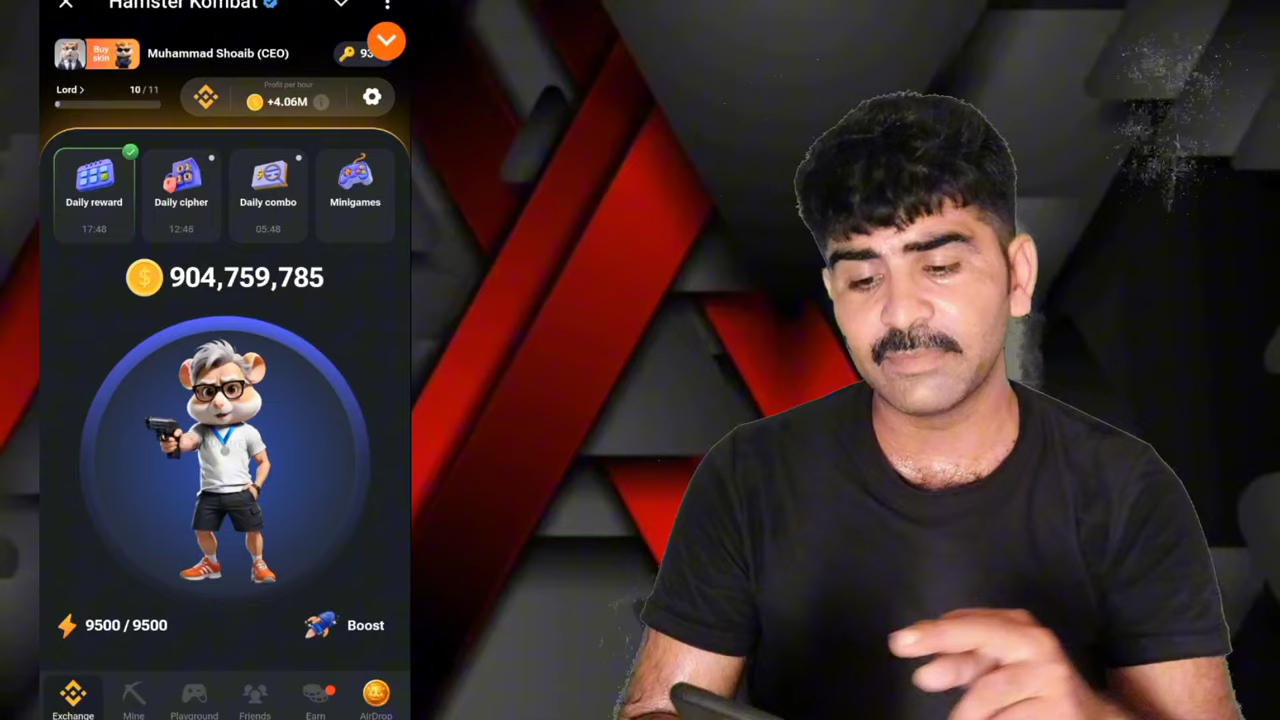 Hamster Kombat
Buy
skin
Muhammad Shoaib (CEO)
93
Lord >
10 / 11
Profit per hour
+4.06M
Daily reward
17:48
Daily cipher
12:46
Daily combo
05:48
Minigames
904,759,785
9500 / 9500
Boost
Exchange
Mine
Playground
Friends
Earn
AirDrop